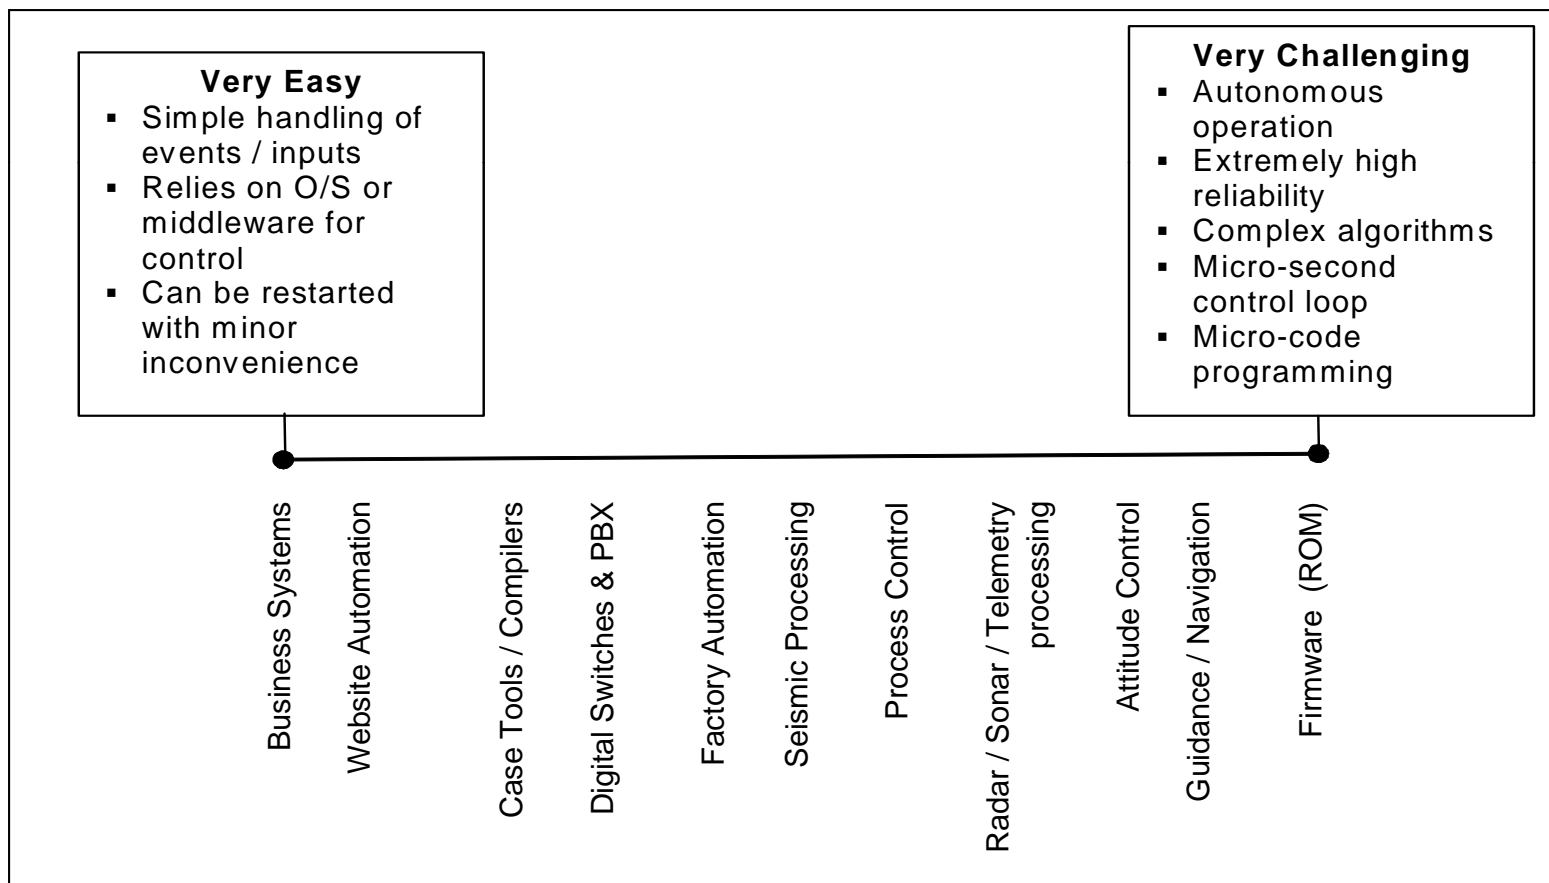 Very Easy
▪ Simple handling of
events / inputs
▪ Relies on O/S or
middleware for
control
▪ Can be restarted
with minor
inconvenience
Very Challenging
▪ Autonomous
operation
▪ Extremely high
reliability
▪ Complex algorithms
▪ Micro-second
control loop
▪ Micro-code
programming
Business Systems
Website Automation
Case Tools / Compilers
Digital Switches & PBX
Factory Automation
Seismic Processing
Process Control
Radar / Sonar / Telemetry
processing
Attitude Control
Guidance / Navigation
Firmware (ROM)